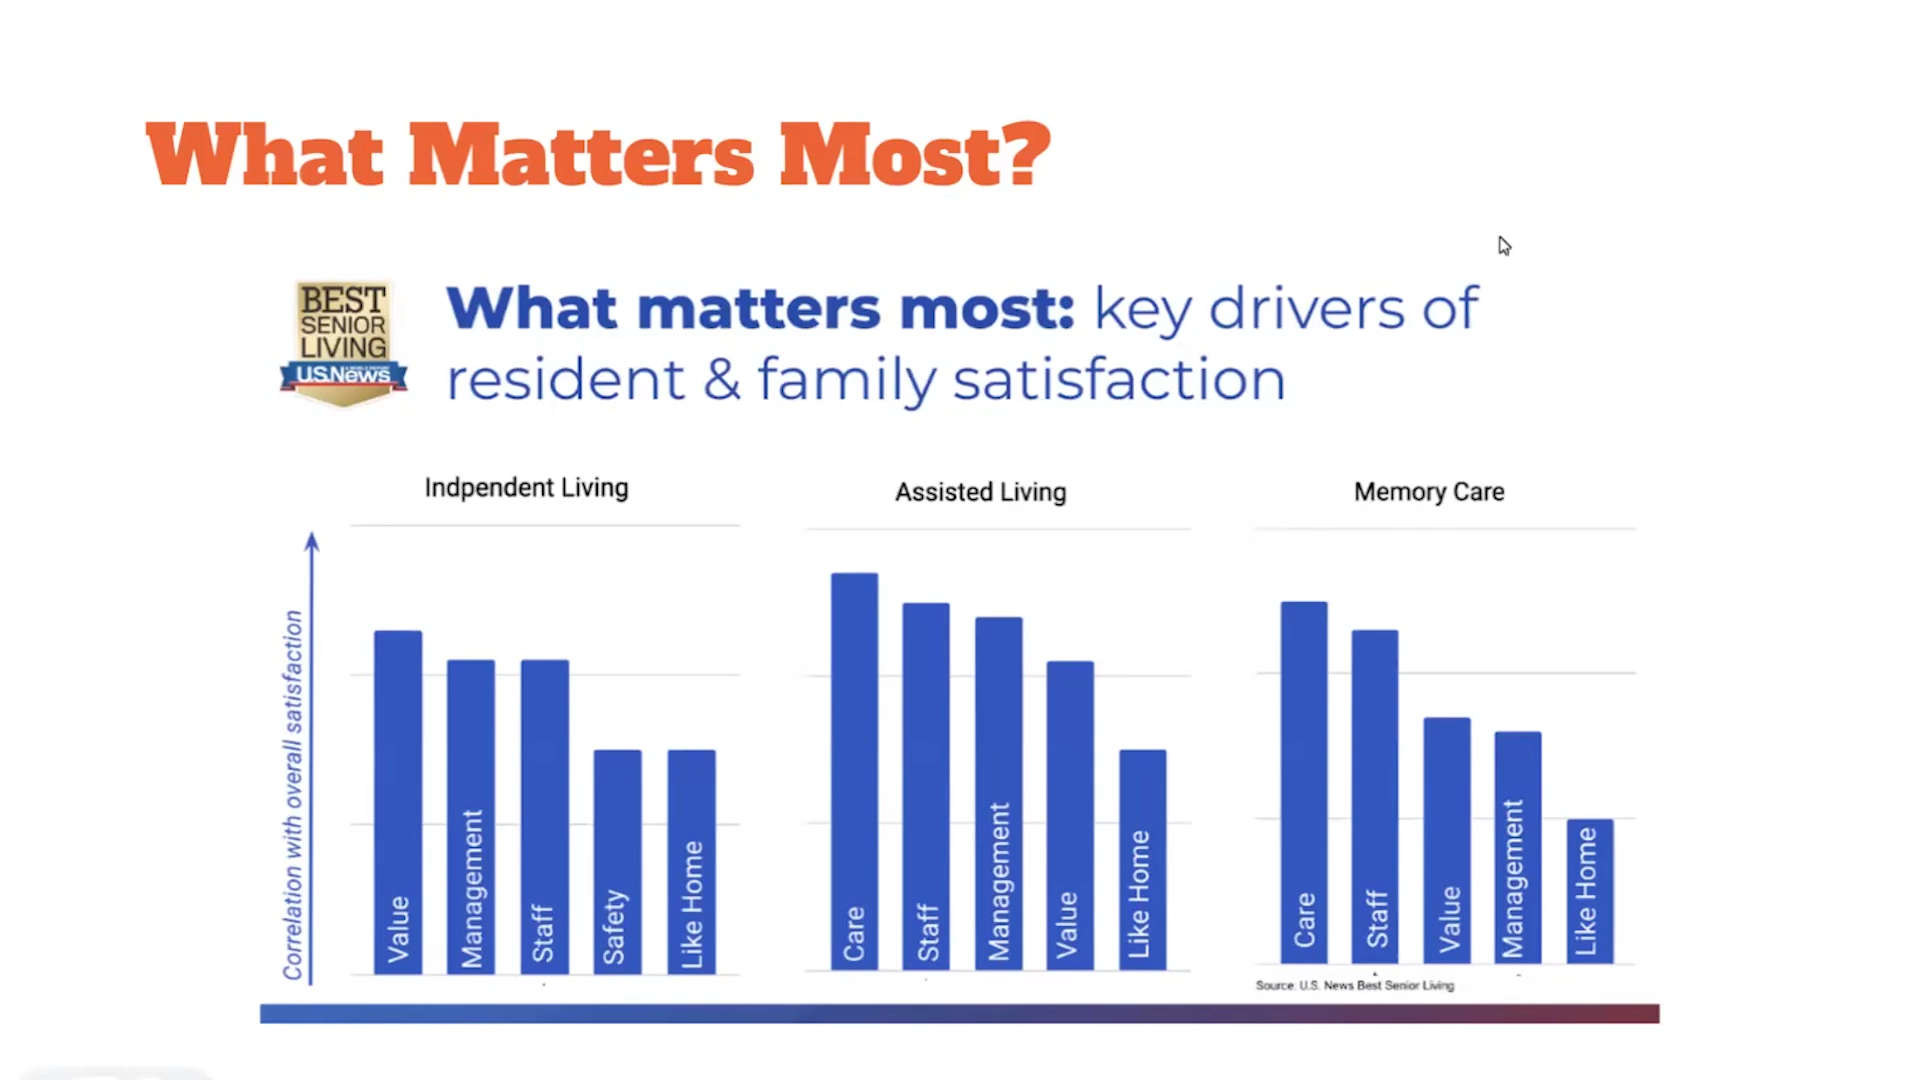 What Matters Most?
BEST
SENIOR
LIVING
U.S.News
What matters most: key drivers of
resident & family satisfaction
Indpendent Living
Assisted Living
Memory Care
Correlation with overall satisfaction
Value
Management
Staff
Safety
Like Home
Care
Staff
Management
Value
Like Home
Care
Staff
Value
Management
Like Home
Source: U.S. News Best Senior Living